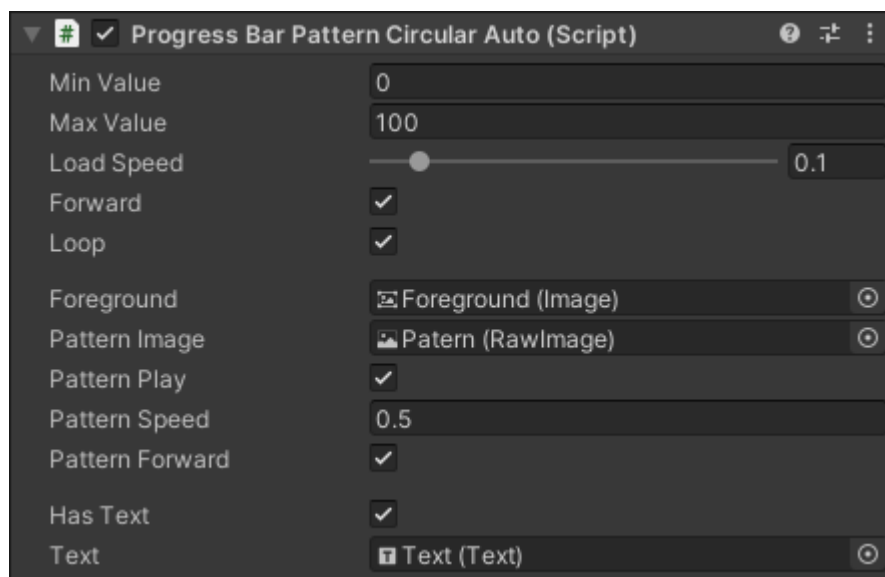 Progress Bar Pattern Circular Auto (Script)
Min Value 0
Max Value 100
Load Speed 0.1
Forward
Loop
Foreground Foreground (Image)
Pattern Image Patern (RawImage)
Pattern Play
Pattern Speed 0.5
Pattern Forward
Has Text
Text Text (Text)